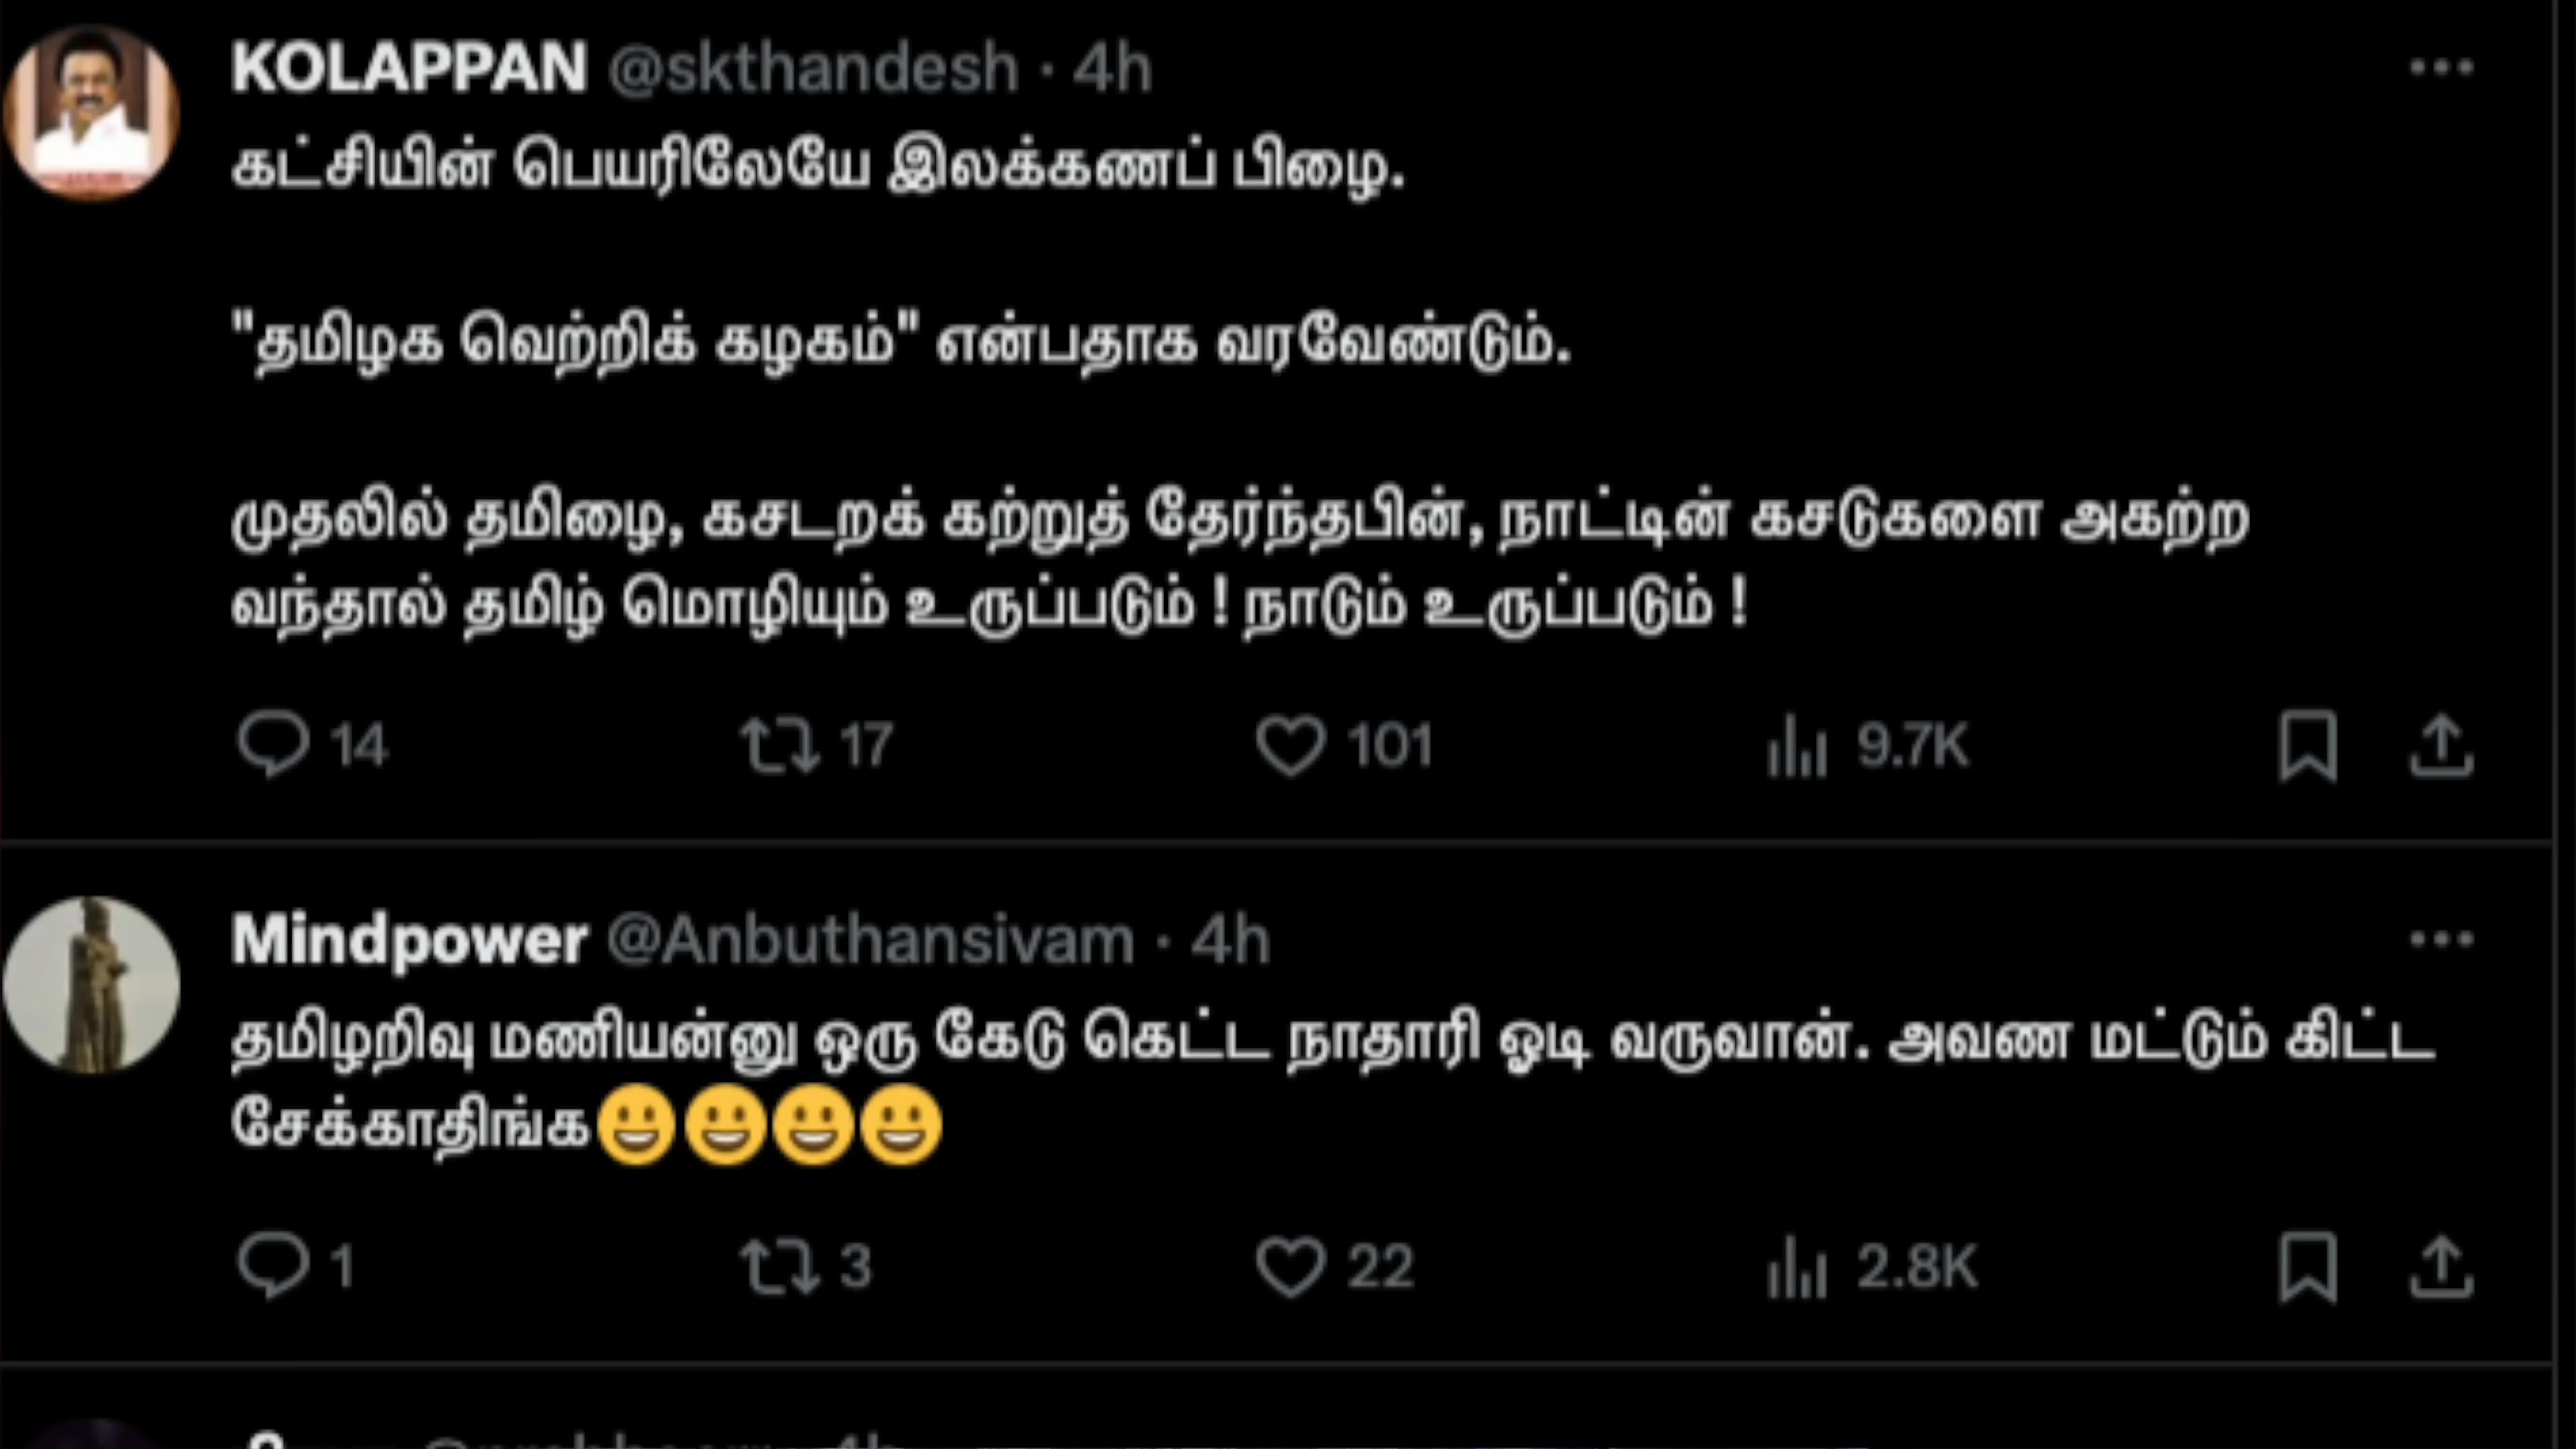 KOLAPPAN @skthandesh · 4h
கட்சியின் பெயரிலேயே இலக்கணப் பிழை.
"தமிழக வெற்றிக் கழகம்" என்பதாக வரவேண்டும்.
முதலில் தமிழை, கசடறக் கற்றுத் தேர்ந்தபின், நாட்டின் கசடுகளை அகற்ற
வந்தால் தமிழ் மொழியும் உருப்படும் ! நாடும் உருப்படும் !
14 17 101 9.7K
Mindpower @Anbuthansivam · 4h
தமிழறிவு மணியன்னு ஒரு கேடு கெட்ட நாதாரி ஓடி வருவான். அவண மட்டும் கிட்ட
சேக்காதிங்க😀😀😀😀
1 3 22 2.8K